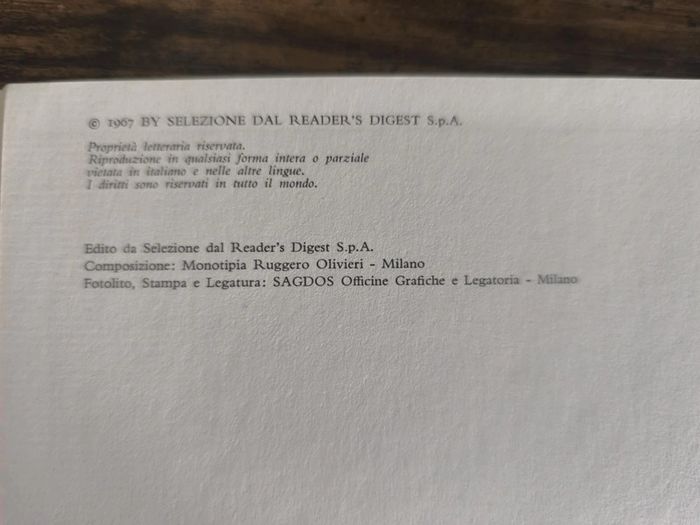 © 1967 BY SELEZIONE DAL READER'S DIGEST S.p.A.
Proprietà letteraria riservata.
Riproduzione in qualsiasi forma intera o parziale
vietata in italiano e nelle altre lingue.
I diritti sono riservati in tutto il mondo.
Edito da Selezione dal Reader's Digest S.p.A.
Composizione: Monotipia Ruggero Olivieri - Milano
Fotolito, Stampa e Legatura: SAGDOS Officine Grafiche e Legatoria - Milano